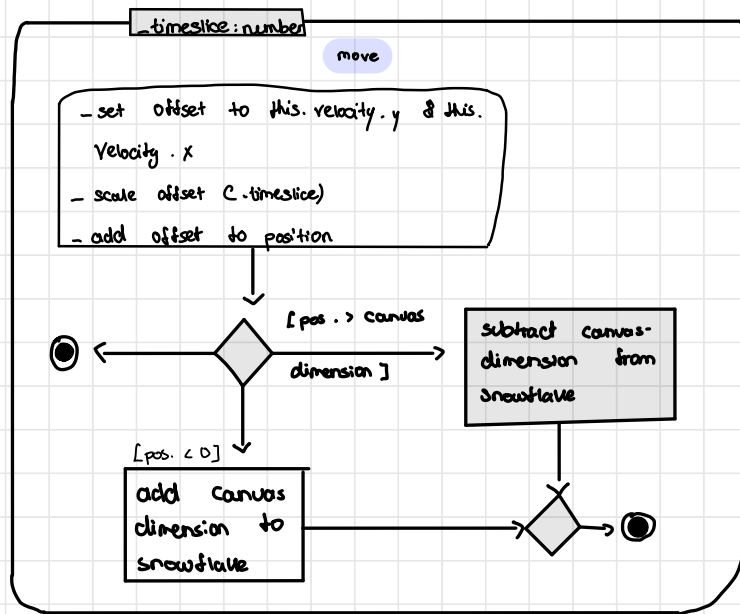 _timeslice:number
move
- set offset to this. velocity. y & this.
Velocity . x
- scale offset (.timeslice)
- add offset to position
[pos. > canvas
dimension ]
subtract canvas-
dimension from
snowflake
[pos. < 0]
add canvas
dimension to
snowflake